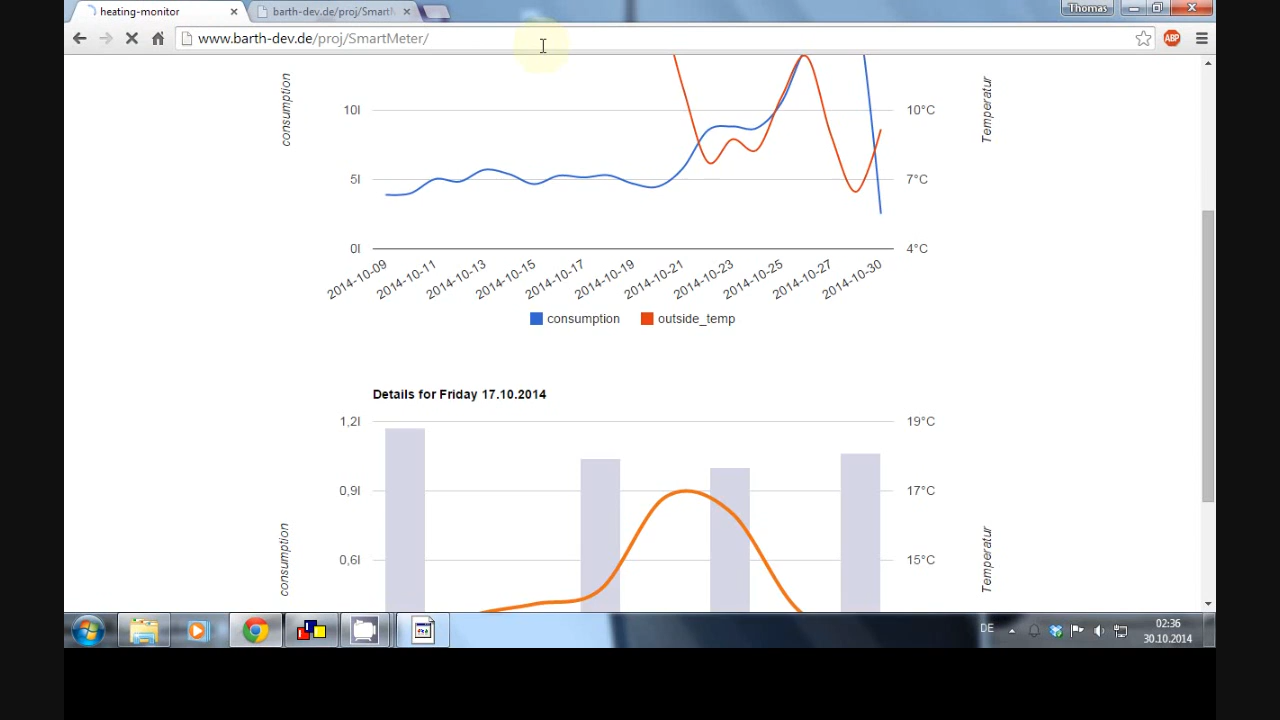 heating-monitor
barth-dev.de/proj/SmartM
Thomas
www.barth-dev.de/proj/SmartMeter/
ABP
consumption
Temperatur
10l
10°C
5l
7°C
0l
4°C
2014-10-09
2014-10-11
2014-10-13
2014-10-15
2014-10-17
2014-10-19
2014-10-21
2014-10-23
2014-10-25
2014-10-27
2014-10-30
consumption
outside_temp
Details for Friday 17.10.2014
1,2l
19°C
0,9l
17°C
consumption
Temperatur
0,6l
15°C
DE
02:36
30.10.2014